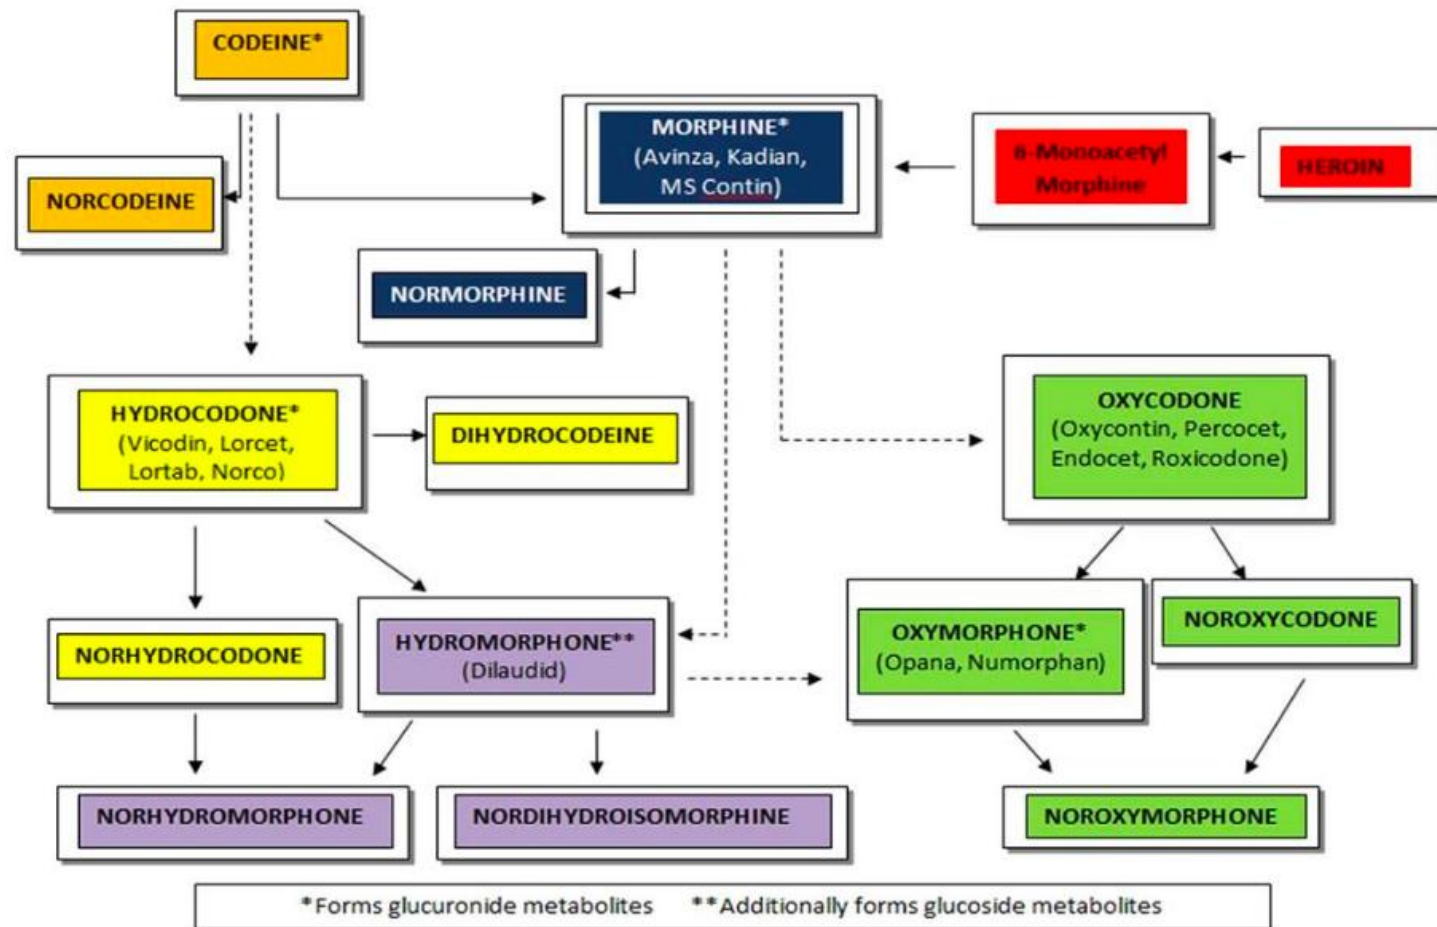 CODEINE*
MORPHINE*
(Avinza, Kadian,
MS Contin)
6-Monoacetyl
Morphine
HEROIN
NORCODEINE
NORMORPHINE
HYDROCODONE*
(Vicodin, Lorcet,
Lortab, Norco)
DIHYDROCODEINE
OXYCODONE
(Oxycontin, Percocet,
Endocet, Roxicodone)
NORHYDROCODONE
HYDROMORPHONE**
(Dilaudid)
OXYMORPHONE*
(Opana, Numorphan)
NOROXYCODONE
NORHYDROMORPHONE
NORDIHYDROISOMORPHINE
NOROXYMORPHONE
*Forms glucuronide metabolites **Additionally forms glucoside metabolites